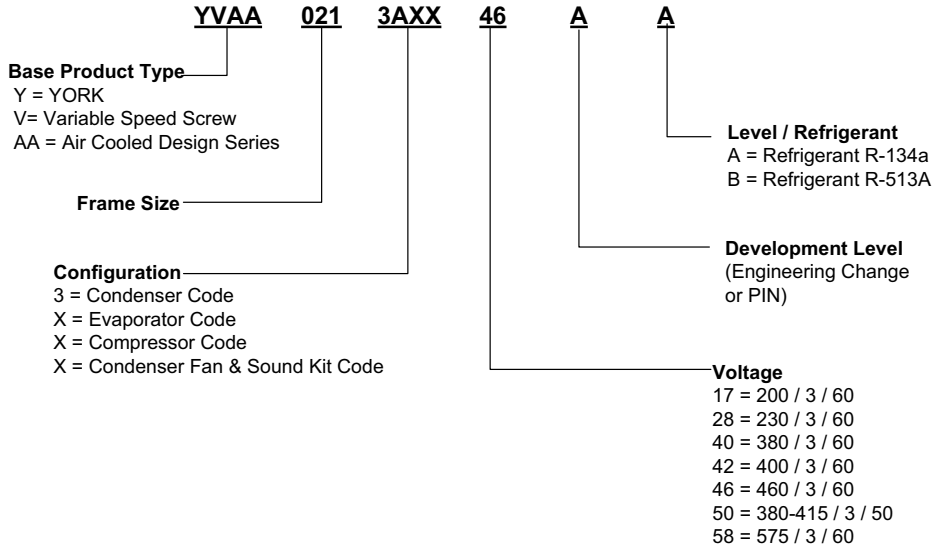 YVAA 021 3AXX 46 A A
Base Product Type
Y = YORK
V= Variable Speed Screw
AA = Air Cooled Design Series
Frame Size
Configuration
3 = Condenser Code
X = Evaporator Code
X = Compressor Code
X = Condenser Fan & Sound Kit Code
Level / Refrigerant
A = Refrigerant R-134a
B = Refrigerant R-513A
Development Level
(Engineering Change
or PIN)
Voltage
17 = 200 / 3 / 60
28 = 230 / 3 / 60
40 = 380 / 3 / 60
42 = 400 / 3 / 60
46 = 460 / 3 / 60
50 = 380-415 / 3 / 50
58 = 575 / 3 / 60